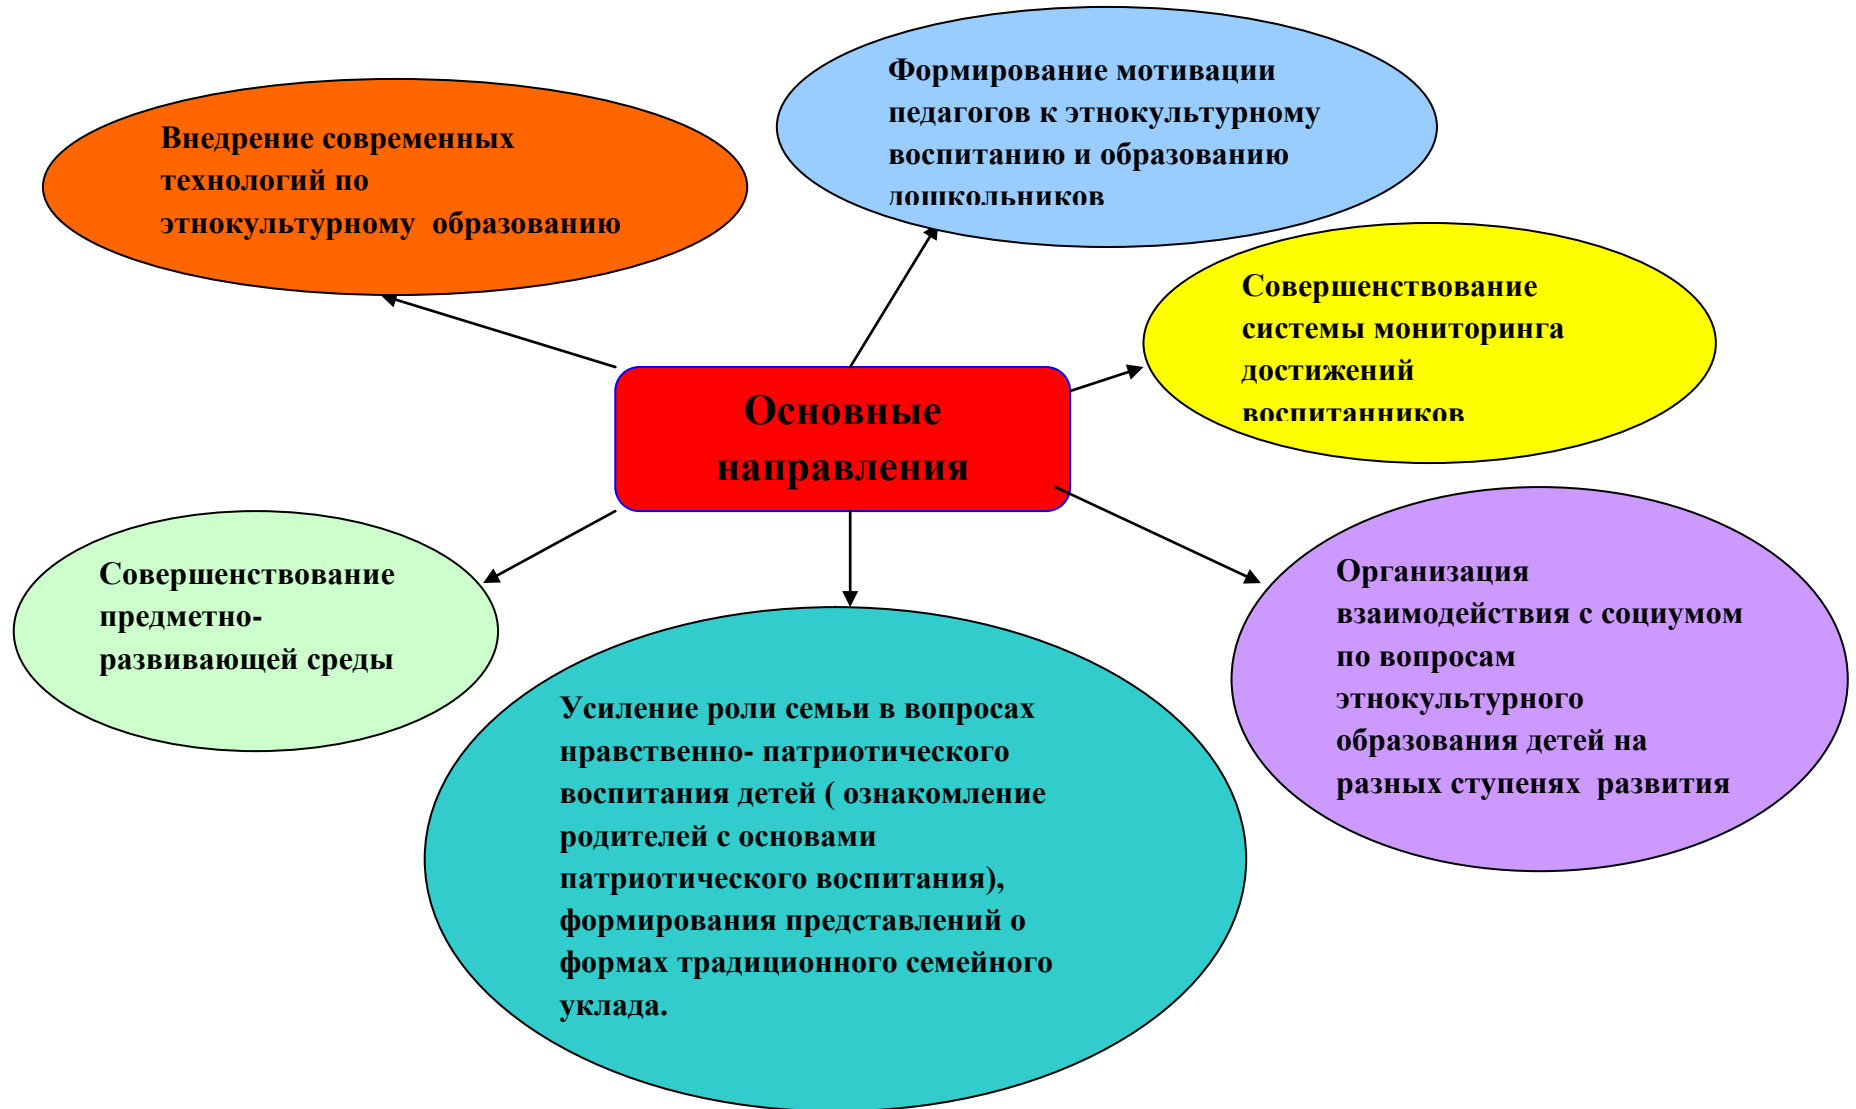 Формирование мотивации
педагогов к этнокультурному
воспитанию и образованию
дошкольников
Внедрение современных
технологий по
этнокультурному  образованию
Совершенствование
системы мониторинга
достижений
воспитанников
Основные
направления
Совершенствование
предметно-
развивающей среды
Организация
взаимодействия с социумом
по вопросам
этнокультурного
образования детей на
разных ступенях  развития
Усиление роли семьи в вопросах
нравственно- патриотического
воспитания детей ( ознакомление
родителей с основами
патриотического воспитания),
формирования представлений о
формах традиционного семейного
уклада.